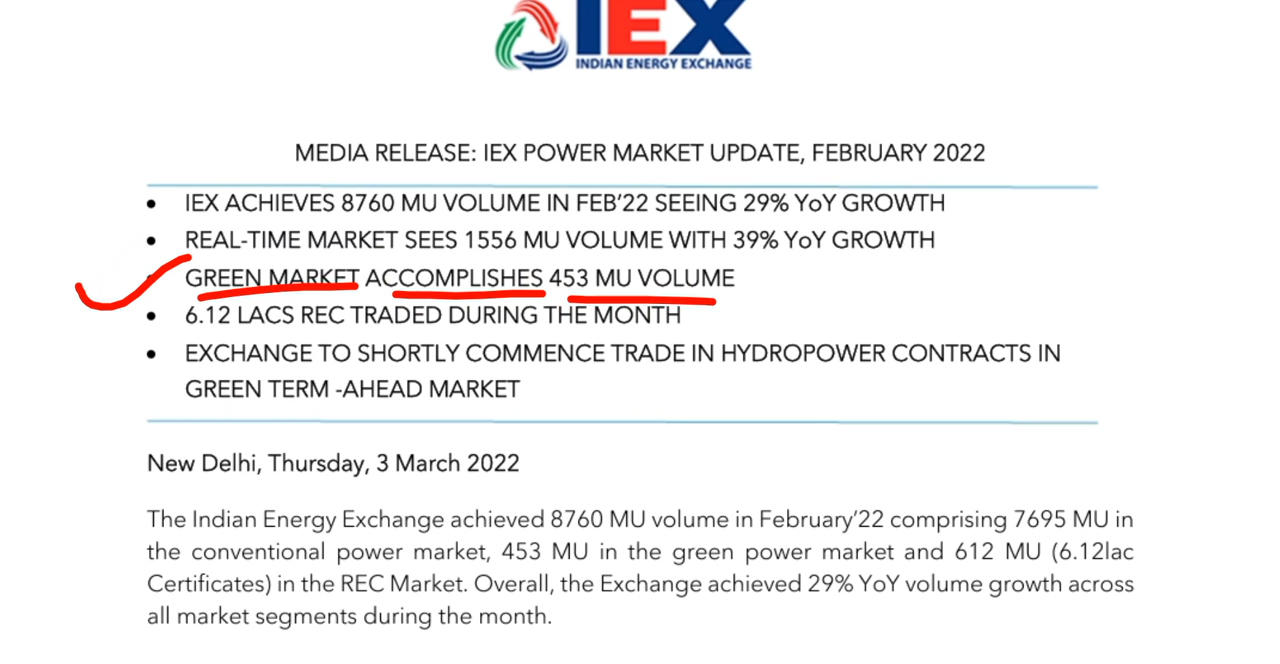 IEX
INDIAN ENERGY EXCHANGE
MEDIA RELEASE: IEX POWER MARKET UPDATE, FEBRUARY 2022
• IEX ACHIEVES 8760 MU VOLUME IN FEB'22 SEEING 29% YoY GROWTH
• REAL-TIME MARKET SEES 1556 MU VOLUME WITH 39% YoY GROWTH
• GREEN MARKET ACCOMPLISHES 453 MU VOLUME
• 6.12 LACS REC TRADED DURING THE MONTH
• EXCHANGE TO SHORTLY COMMENCE TRADE IN HYDROPOWER CONTRACTS IN
GREEN TERM -AHEAD MARKET
New Delhi, Thursday, 3 March 2022
The Indian Energy Exchange achieved 8760 MU volume in February'22 comprising 7695 MU in
the conventional power market, 453 MU in the green power market and 612 MU (6.12lac
Certificates) in the REC Market. Overall, the Exchange achieved 29% YoY volume growth across
all market segments during the month.